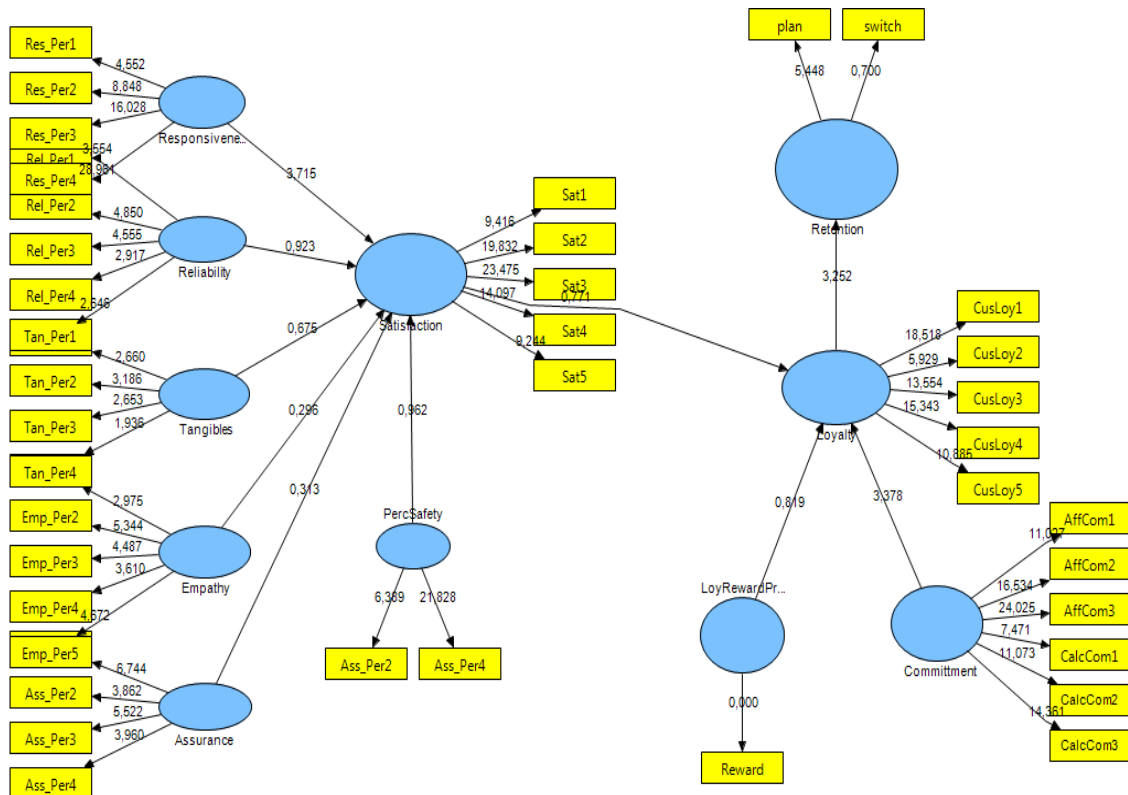 plan
switch
Res_Per1
4,552
5,448
0,700
Res_Per2
8,848
16,028
Res_Per3
Responsivene...
3,554
Rel_Per1
28,981
Res_Per4
3,715
Sat1
Rel_Per2
4,850
9,416
Retention
Sat2
4,555
19,832
Rel_Per3
2,917
Reliability
0,923
3,252
23,475
Sat3
Rel_Per4
14,097
0,771
2,646
Satisfaction
CusLoy1
Tan_Per1
Sat4
18,518
9,244
2,660
0,675
5,929
CusLoy2
Sat5
Tan_Per2
3,186
13,554
2,653
CusLoy3
15,343
Tan_Per3
1,936
Tangibles
0,296
0,962
Loyalty
CusLoy4
10,885
Tan_Per4
0,313
3,378
CusLoy5
2,975
0,819
Emp_Per2
5,344
PercSafety
AffCom1
4,487
11,027
Emp_Per3
3,610
AffCom2
LoyRewardPr...
16,534
Empathy
6,389
21,828
24,025
Emp_Per4
4,672
AffCom3
7,471
Emp_Per5
11,073
CalcCom1
6,744
Ass_Per2
Ass_Per4
Committment
Ass_Per2
3,862
CalcCom2
0,000
14,361
5,522
Ass_Per3
3,960
Assurance
CalcCom3
Reward
Ass_Per4